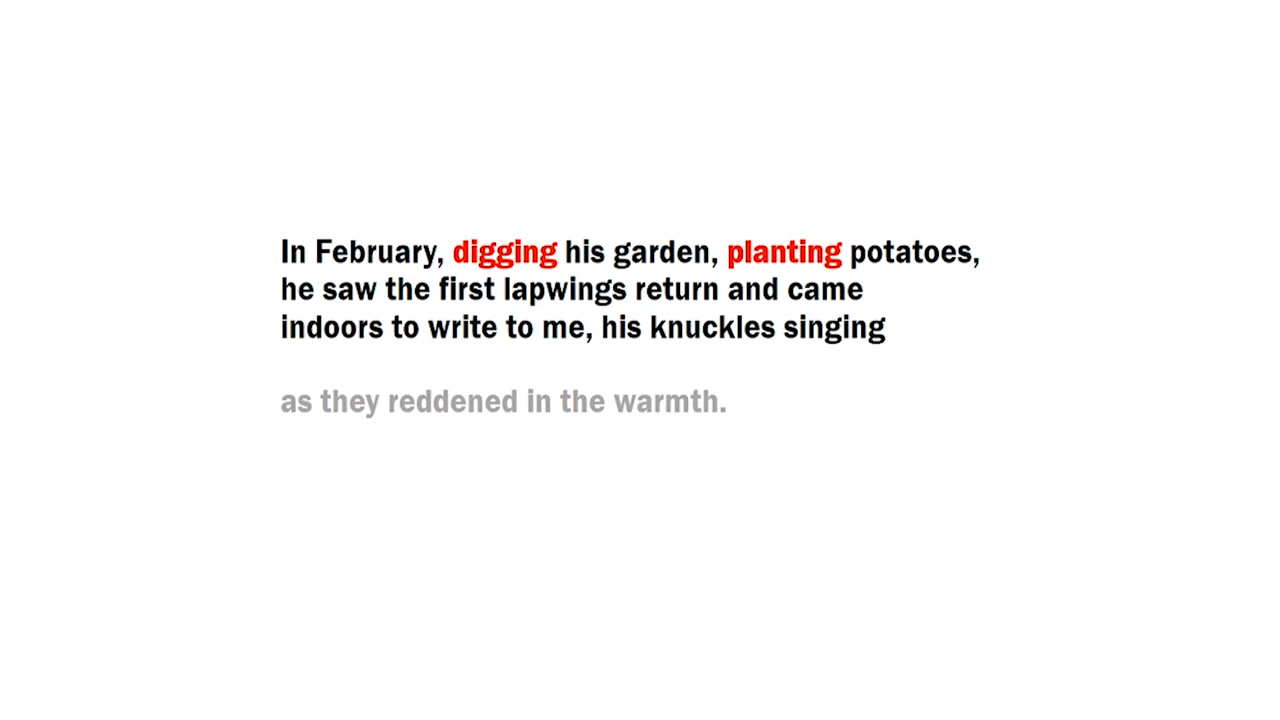 In February, digging his garden, planting potatoes,
he saw the first lapwings return and came
indoors to write to me, his knuckles singing
as they reddened in the warmth.